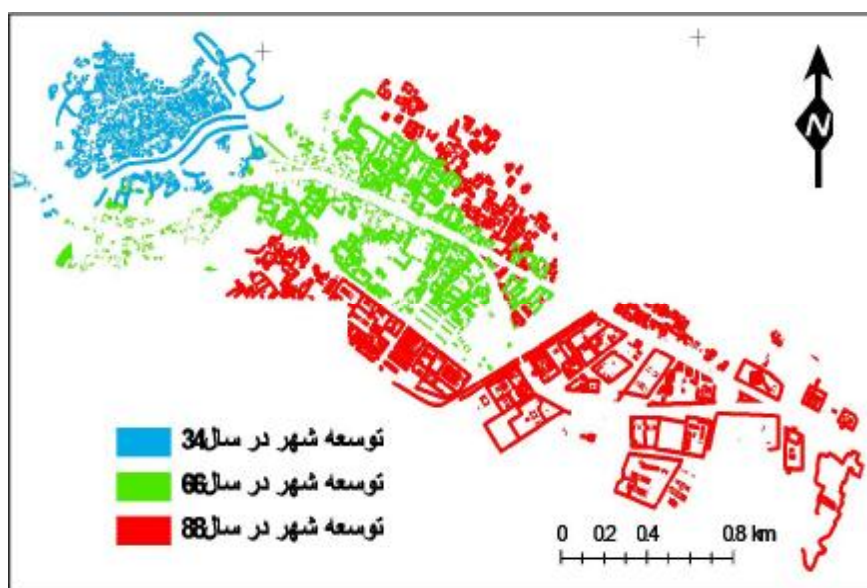 N
توسعه شهر در سال34
توسعه شهر در سال66
توسعه شهر در سال88
0 0.2 0.4 0.8 km